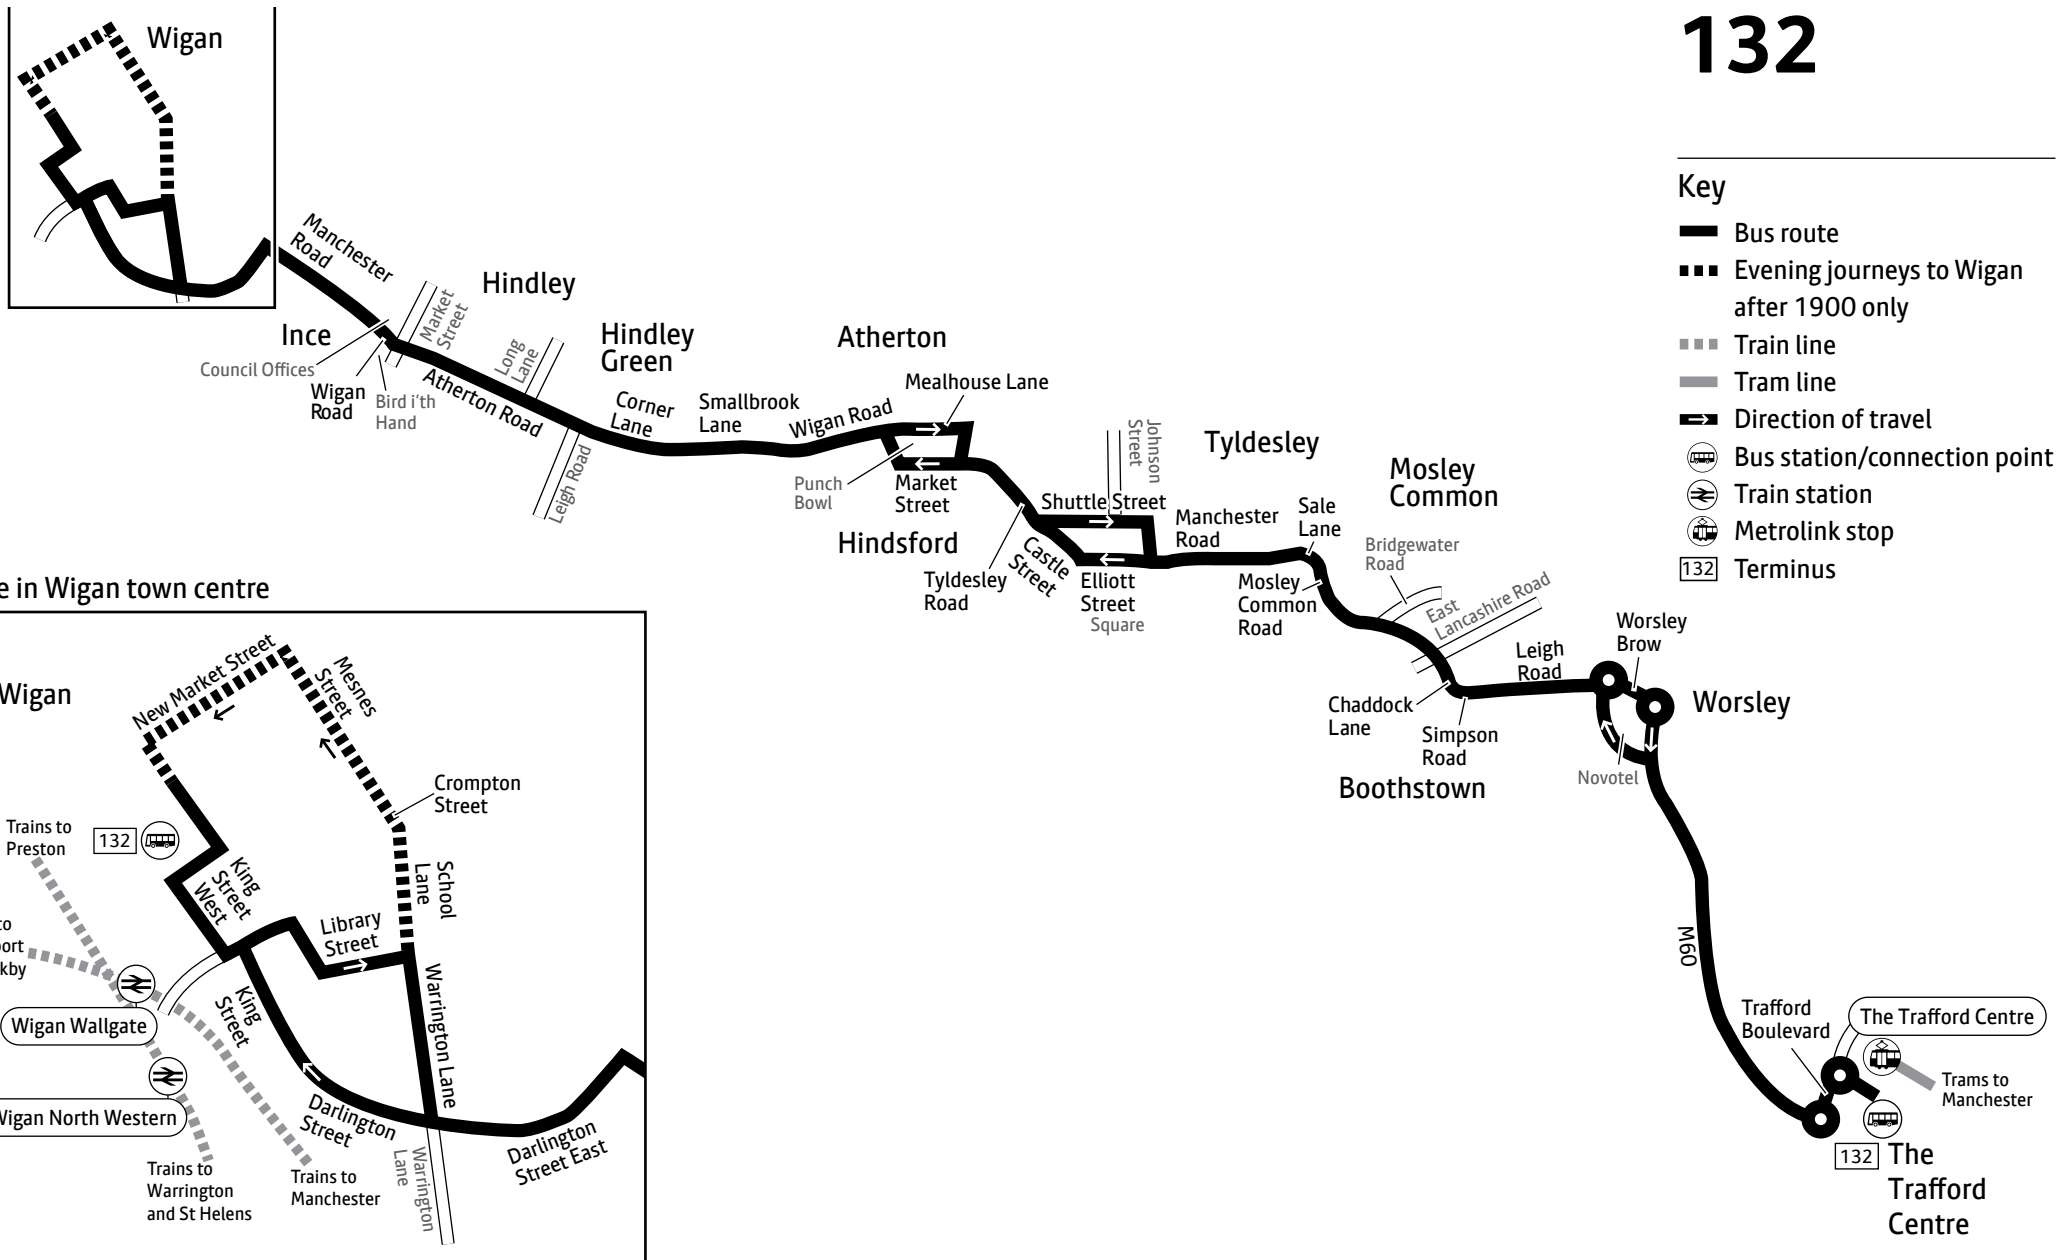 132
Wigan
Key
Bus route
Evening journeys to Wigan
after 1900 only
Train line
Tram line
Direction of travel
Bus station/connection point
Train station
Metrolink stop
132
Terminus
Manchester
Road
Ince
Council Offices
Wigan
Road
Bird i'th
Hand
Market
Street
Hindley
Atherton Road
Long
Lane
Leigh Road
Hindley
Green
Corner
Lane
Smallbrook
Lane
Wigan Road
Atherton
Mealhouse Lane
Punch
Bowl
Market
Street
Hindsford
Tyldesley
Road
Castle
Street
Shuttle Street
Johnson
Street
Elliott
Street
Square
Tyldesley
Manchester
Road
Sale
Lane
Mosley
Common
Mosley
Common
Road
Bridgewater
Road
East
Lancashire Road
Chaddock
Lane
Simpson
Road
Boothstown
Leigh
Road
Worsley
Brow
Worsley
Novotel
M60
Trafford
Boulevard
The Trafford Centre
Trams to
Manchester
132
The
Trafford
Centre
e in Wigan town centre
Wigan
New Market Street
Mesnes
Street
Crompton
Street
School
Lane
Trains to
Preston
132
King
Street
West
Library
Street
to
port
kby
Wigan Wallgate
King
Street
Warrington Lane
Wigan North Western
Darlington
Street
Darlington
Street East
Warrington
Lane
Trains to
Warrington
and St Helens
Trains to
Manchester